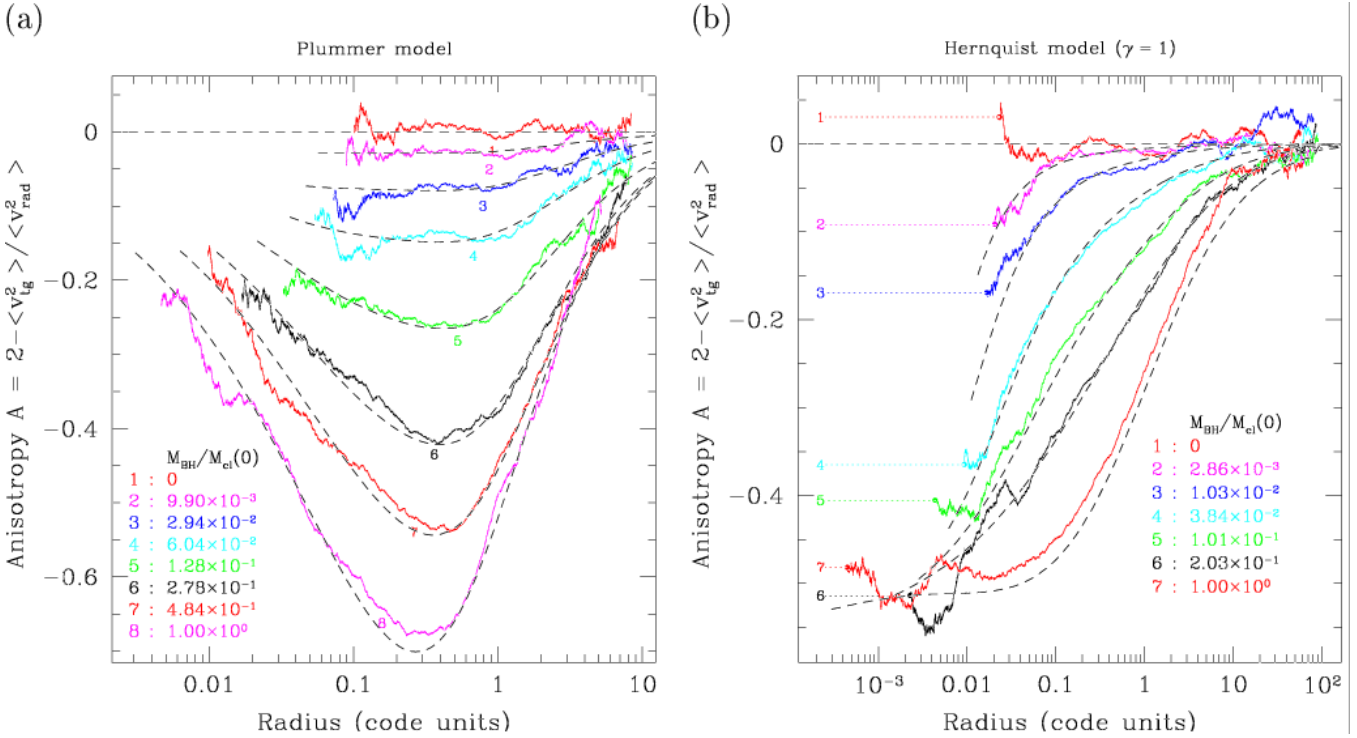 (a)
Plummer model
Anisotropy A = 2-<v²tg>/<v²rad>
0
-0.2
-0.4
-0.6
1
2
3
4
5
6
7
8
M_BH/M_cl(0)
1 : 0
2 : 9.90×10⁻³
3 : 2.94×10⁻²
4 : 6.04×10⁻²
5 : 1.28×10⁻¹
6 : 2.78×10⁻¹
7 : 4.84×10⁻¹
8 : 1.00×10⁰
0.01
0.1
1
10
Radius (code units)
(b)
Hernquist model (γ = 1)
Anisotropy A = 2-<v²tg>/<v²rad>
0
-0.2
-0.4
1
2
3
4
5
7
6
M_BH/M_cl(0)
1 : 0
2 : 2.86×10⁻³
3 : 1.03×10⁻²
4 : 3.84×10⁻²
5 : 1.01×10⁻¹
6 : 2.03×10⁻¹
7 : 1.00×10⁰
10⁻³
0.01
0.1
1
10
10²
Radius (code units)